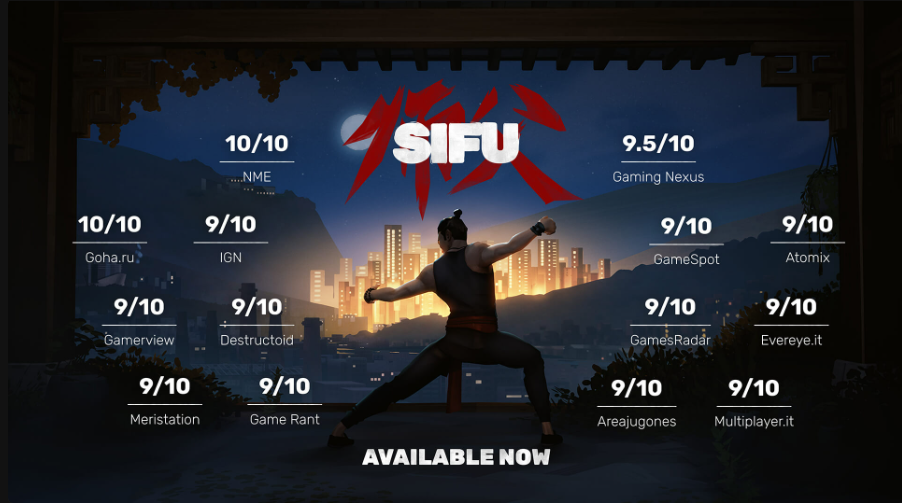 师父
SIFU
10/10
NME
9.5/10
Gaming Nexus
10/10
Goha.ru
9/10
IGN
9/10
GameSpot
9/10
Atomix
9/10
Gamerview
9/10
Destructoid
9/10
GamesRadar
9/10
Evereye.it
9/10
Meristation
9/10
Game Rant
9/10
Areajugones
9/10
Multiplayer.it
AVAILABLE NOW